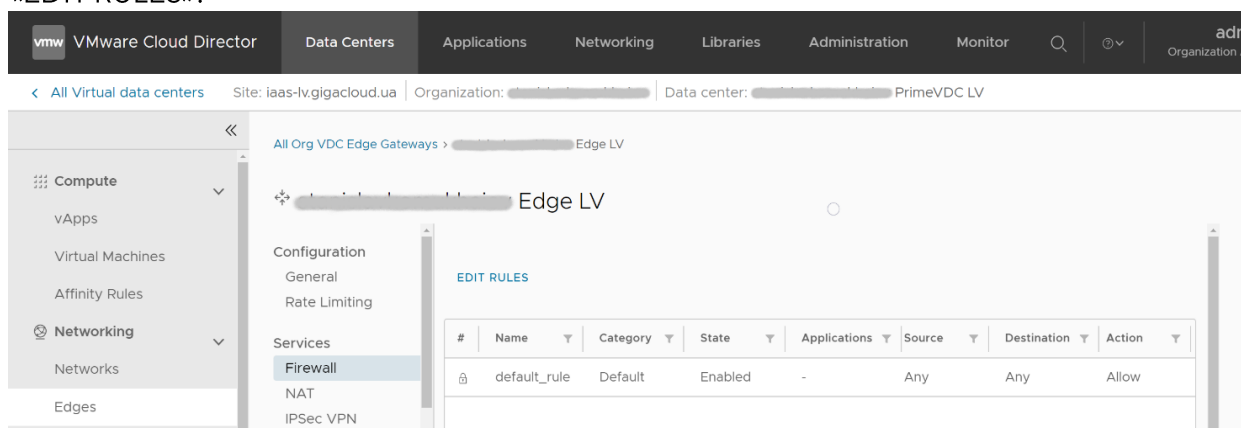 «EDIT RULES».
vmw VMware Cloud Director Data Centers Applications Networking Libraries Administration Monitor
Organization
All Virtual data centers Site: iaas-lv.gigacloud.ua Organization: Data center: PrimeVDC LV
All Org VDC Edge Gateways > Edge LV
Compute
vApps
Virtual Machines
Affinity Rules
Networking
Networks
Edges
Edge LV
Configuration
General
Rate Limiting
Services
Firewall
NAT
IPSec VPN
EDIT RULES
# Name Category State Applications Source Destination Action
default_rule Default Enabled - Any Any Allow